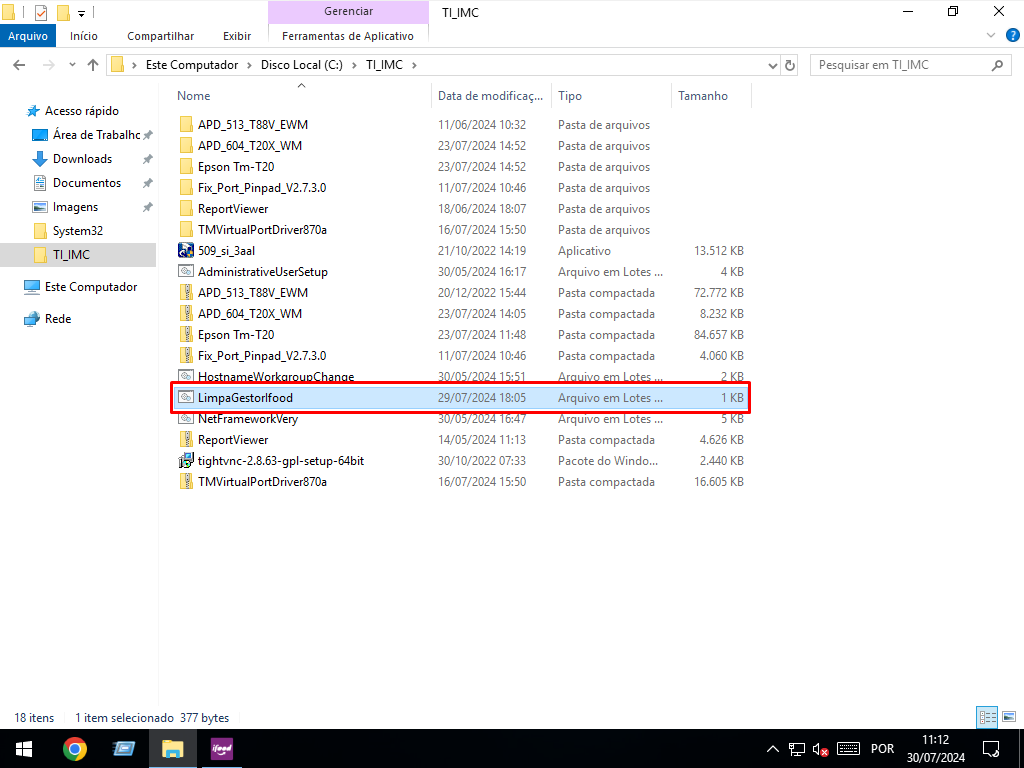 Gerenciar
TI_IMC
Arquivo
Início
Compartilhar
Exibir
Ferramentas de Aplicativo
Este Computador
Disco Local (C:)
TI_IMC
Pesquisar em TI_IMC
Acesso rápido
Área de Trabalho
Downloads
Documentos
Imagens
System32
TI_IMC
Este Computador
Rede
Nome Data de modificaç... Tipo Tamanho
APD_513_T88V_EWM 11/06/2024 10:32 Pasta de arquivos
APD_604_T20X_WM 23/07/2024 14:52 Pasta de arquivos
Epson Tm-T20 23/07/2024 14:52 Pasta de arquivos
Fix_Port_Pinpad_V2.7.3.0 11/07/2024 10:46 Pasta de arquivos
ReportViewer 18/06/2024 18:07 Pasta de arquivos
TMVirtualPortDriver870a 16/07/2024 15:50 Pasta de arquivos
509_si_3aal 21/10/2022 14:19 Aplicativo 13.512 KB
AdministrativeUserSetup 30/05/2024 16:17 Arquivo em Lotes ... 4 KB
APD_513_T88V_EWM 20/12/2022 15:44 Pasta compactada 72.772 KB
APD_604_T20X_WM 23/07/2024 14:05 Pasta compactada 8.232 KB
Epson Tm-T20 23/07/2024 11:48 Pasta compactada 84.657 KB
Fix_Port_Pinpad_V2.7.3.0 11/07/2024 10:46 Pasta compactada 4.060 KB
HostnameWorkgroupChange 30/05/2024 15:51 Arquivo em Lotes ... 2 KB
LimpaGestorIfood 29/07/2024 18:05 Arquivo em Lotes ... 1 KB
NetFrameworkVery 30/05/2024 16:47 Arquivo em Lotes ... 5 KB
ReportViewer 14/05/2024 11:13 Pasta compactada 4.626 KB
tightvnc-2.8.63-gpl-setup-64bit 30/10/2022 07:33 Pacote do Windo... 2.440 KB
TMVirtualPortDriver870a 16/07/2024 15:50 Pasta compactada 16.605 KB
18 itens 1 item selecionado 377 bytes
ifood
POR
11:12
30/07/2024